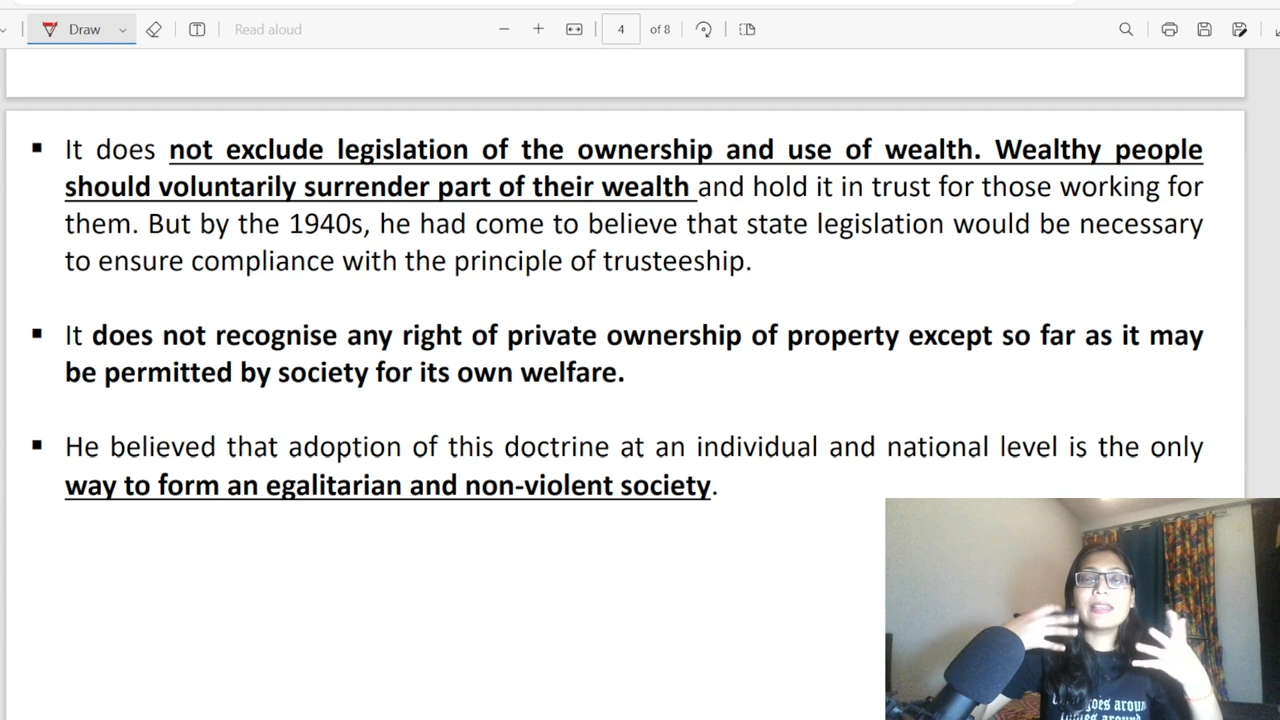 Draw
Read aloud
4
of 8
▪ It does not exclude legislation of the ownership and use of wealth. Wealthy people
should voluntarily surrender part of their wealth and hold it in trust for those working for
them. But by the 1940s, he had come to believe that state legislation would be necessary
to ensure compliance with the principle of trusteeship.
▪ It does not recognise any right of private ownership of property except so far as it may
be permitted by society for its own welfare.
▪ He believed that adoption of this doctrine at an individual and national level is the only
way to form an egalitarian and non-violent society.
goes aroun